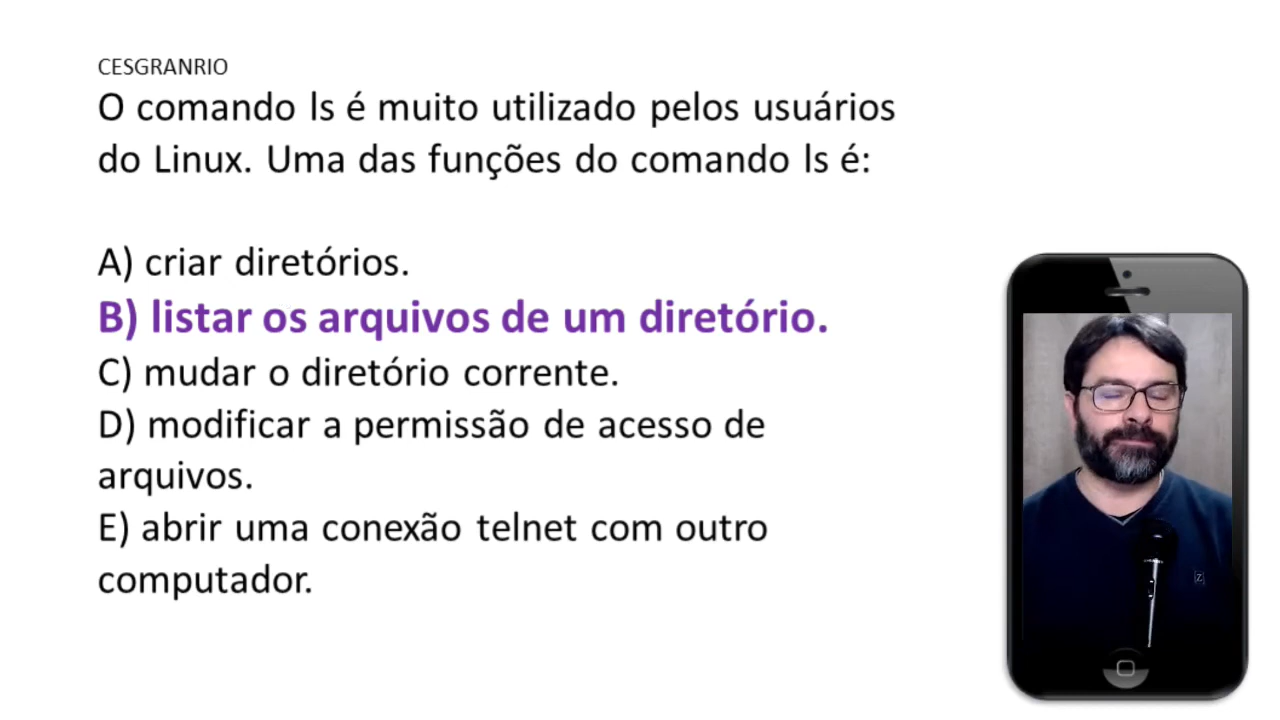 CESGRANRIO
O comando ls é muito utilizado pelos usuários
do Linux. Uma das funções do comando ls é:
A) criar diretórios.
B) listar os arquivos de um diretório.
C) mudar o diretório corrente.
D) modificar a permissão de acesso de
arquivos.
E) abrir uma conexão telnet com outro
computador.
Z